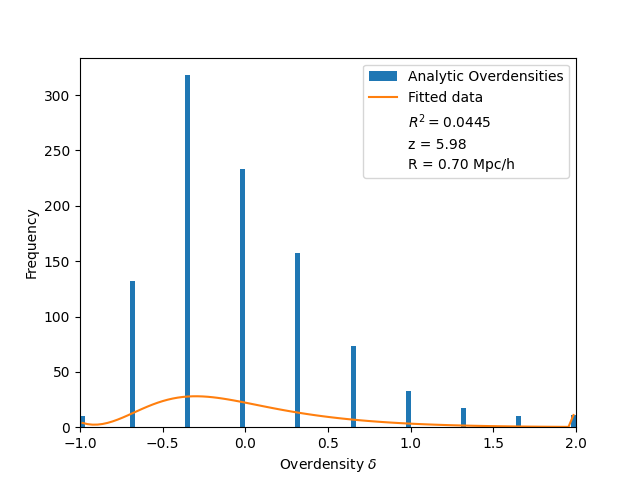 Analytic Overdensities
Fitted data
R² = 0.0445
z = 5.98
R = 0.70 Mpc/h
Frequency
300
250
200
150
100
50
0
−1.0 −0.5 0.0 0.5 1.0 1.5 2.0
Overdensity δ